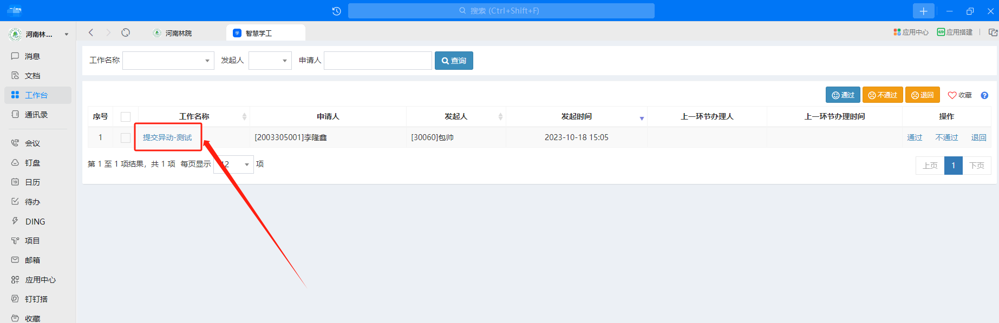 搜索 (Ctrl+Shift+F)
河南林...
河南林院
学
智慧学工
应用中心
应用搭建
消息
文档
工作台
通讯录
会议
钉盘
19
日历
待办
DING
项目
邮箱
应用中心
钉钉搭
收藏
工作名称
发起人
申请人
查询
通过
不通过
退回
收藏
序号 工作名称 申请人 发起人 发起时间 上一环节办理人 上一环节办理时间 操作
1 提交异动-测试 [2003305001]李隆鑫 [30060]包帅 2023-10-18 15:05 通过 不通过 退回
第 1 至 1 项结果，共 1 项 每页显示 12 项
上页 1 下页